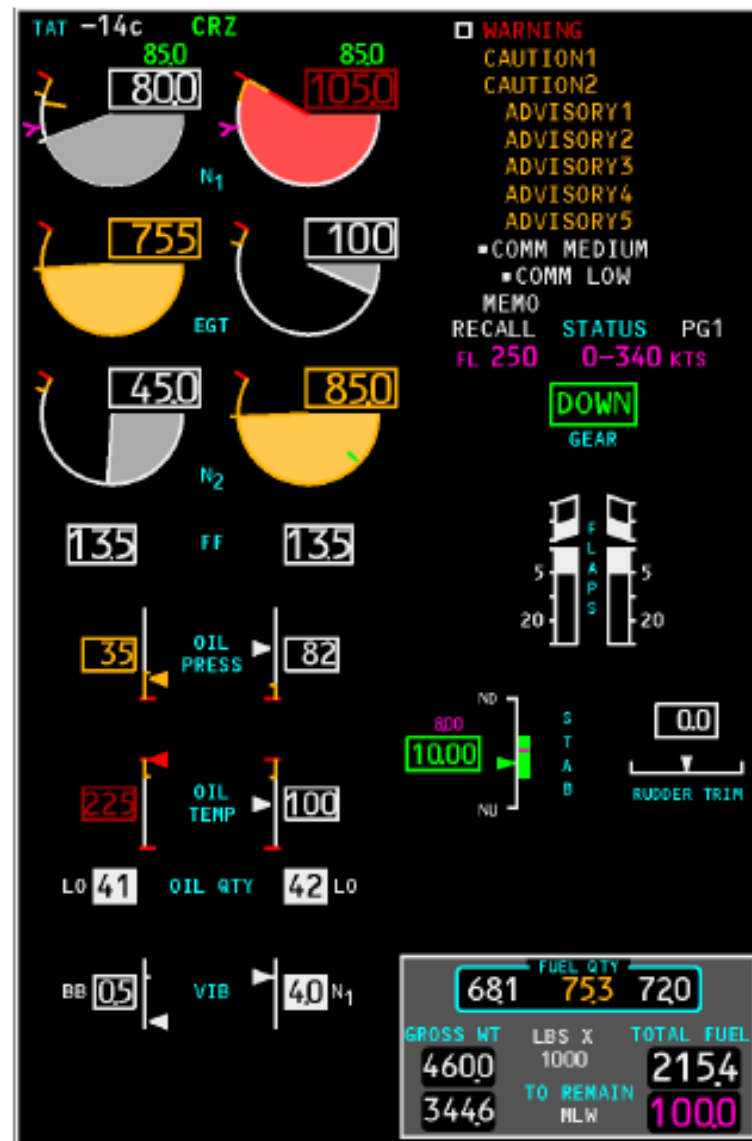 TAT -14c CRZ
85.0 85.0
80.0 105.0
N1
755 100
EGT
45.0 85.0
N2
13.5 FF 13.5
35 OIL PRESS 82
225 OIL TEMP 100
LO 41 OIL QTY 42 LO
BB 0.5 VIB 4.0 N1
WARNING
CAUTION1
CAUTION2
ADVISORY1
ADVISORY2
ADVISORY3
ADVISORY4
ADVISORY5
COMM MEDIUM
COMM LOW
MEMO
RECALL STATUS PG1
FL 250 0-340 KTS
DOWN
GEAR
FLAPS
5 5
20 20
ND
8.00
10.00
NU
STAB
0.0
RUDDER TRIM
FUEL QTY
68.1 75.3 72.0
GROSS WT LBS X 1000 TOTAL FUEL
460.0 215.4
TO REMAIN
344.6 MLW 100.0